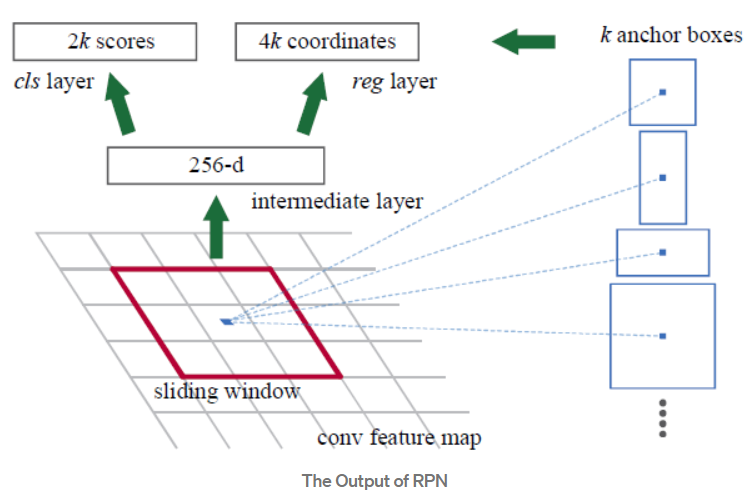 2k scores
4k coordinates
k anchor boxes
cls layer
reg layer
256-d
intermediate layer
sliding window
conv feature map
The Output of RPN